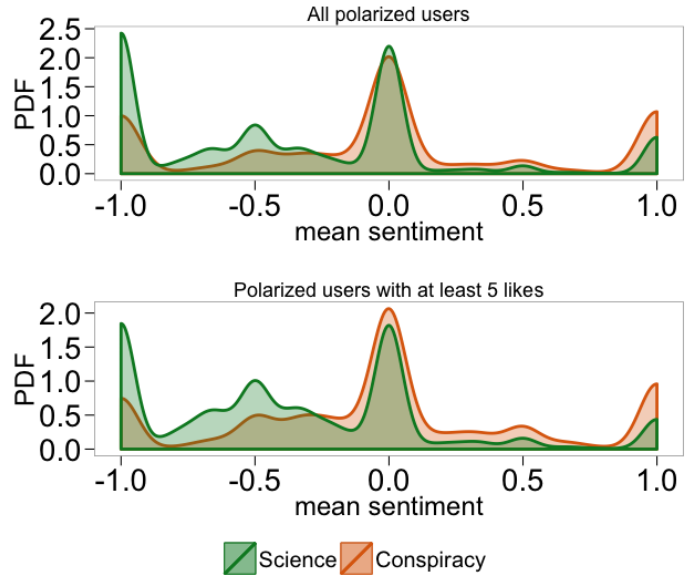 All polarized users
PDF
2.5
2.0
1.5
1.0
0.5
0.0
-1.0 -0.5 0.0 0.5 1.0
mean sentiment
Polarized users with at least 5 likes
PDF
2.0
1.5
1.0
0.5
0.0
-1.0 -0.5 0.0 0.5 1.0
mean sentiment
Science Conspiracy